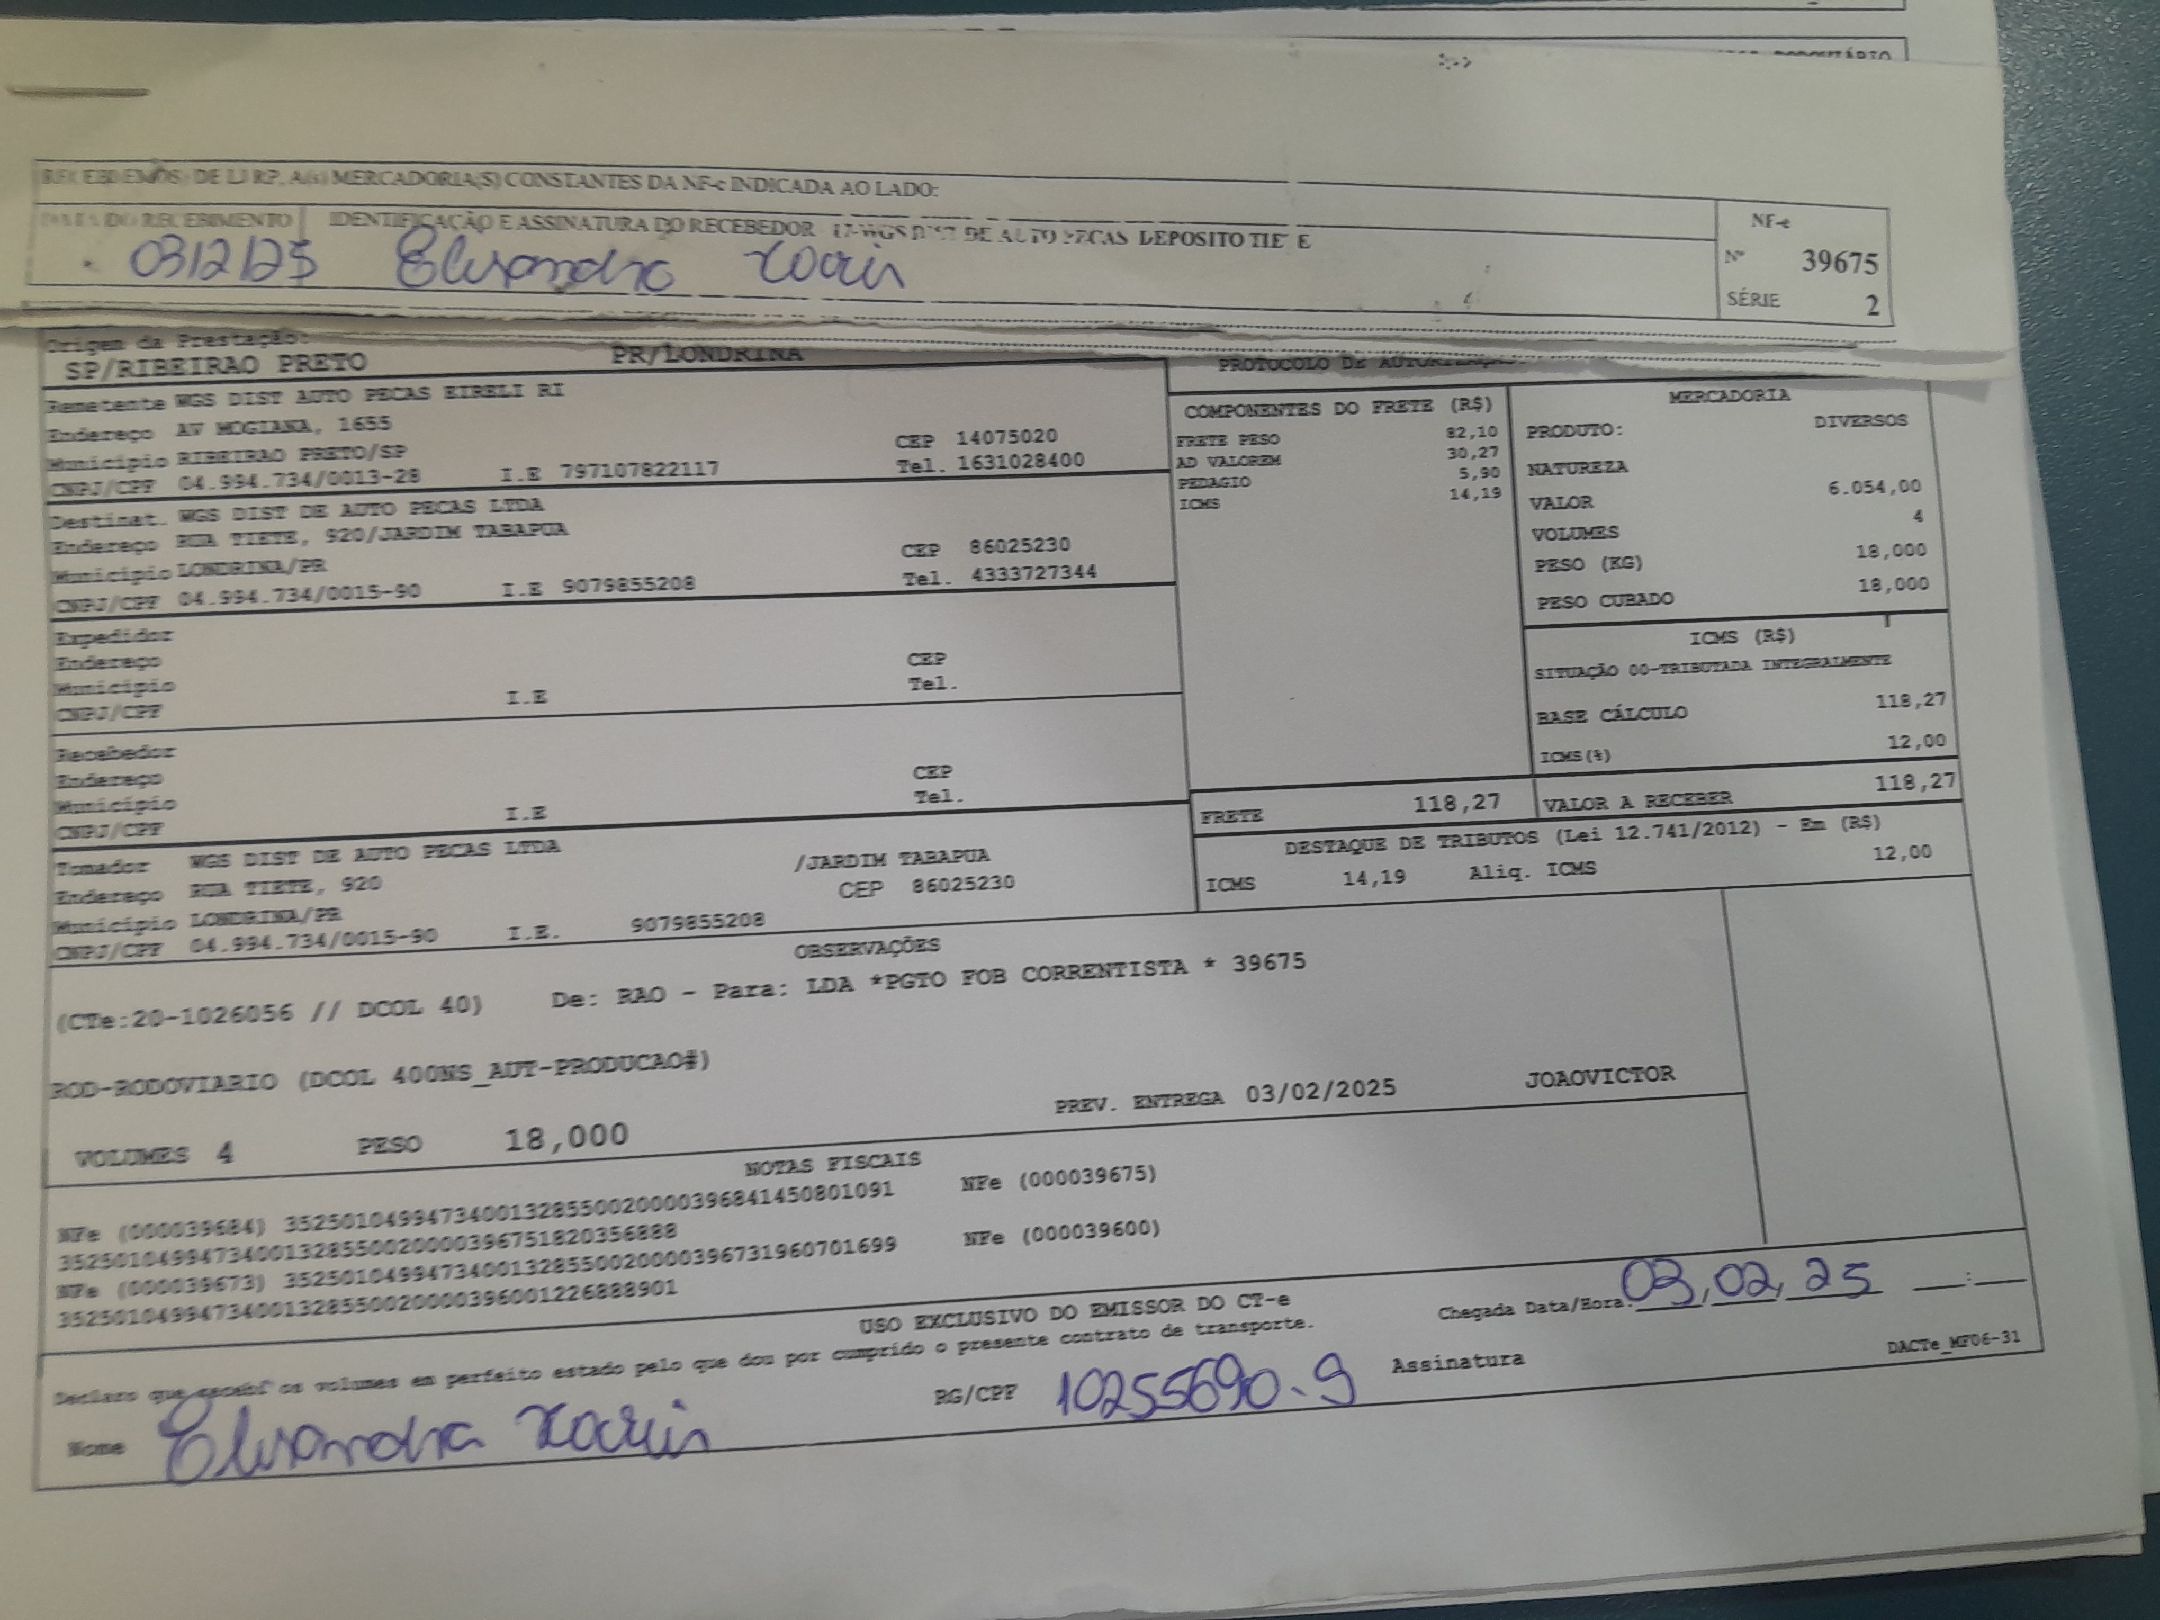 RODOVIÁRIO
RECEBEMOS DE LJ RP, A(S) MERCADORIA(S) CONSTANTES DA NF-e INDICADA AO LADO:
DATA DO RECEBIMENTO IDENTIFICAÇÃO E ASSINATURA DO RECEBEDOR 17-WGS DIST DE AUTO PECAS DEPOSITO TIETE
03/2/25 Elisandra
NF-e
Nº 39675
SÉRIE 2
Origem da Prestação:
SP/RIBEIRAO PRETO PR/LONDRINA
PROTOCOLO DE
Remetente WGS DIST AUTO PECAS EIRELI RI
Endereço AV MOGIANA, 1655
Município RIBEIRAO PRETO/SP CEP 14075020
CNPJ/CPF 04.994.734/0013-28 I.E 797107822117 Tel. 1631028400
Destinat. WGS DIST DE AUTO PECAS LTDA
Endereço RUA TIETE, 920/JARDIM TABAPUA
Município LONDRINA/PR CEP 86025230
CNPJ/CPF 04.994.734/0015-90 I.E 9079855208 Tel. 4333727344
Expedidor
Endereço
Município CEP
CNPJ/CPF I.E Tel.
Recebedor
Endereço
Município CEP
CNPJ/CPF I.E Tel.
Tomador WGS DIST DE AUTO PECAS LTDA
Endereço RUA TIETE, 920 /JARDIM TABAPUA
Município LONDRINA/PR CEP 86025230
CNPJ/CPF 04.994.734/0015-90 I.E. 9079855208
COMPONENTES DO FRETE (R$)
FRETE PESO 82,10
AD VALOREM 30,27
PEDAGIO 5,90
ICMS 14,19
MERCADORIA
PRODUTO: DIVERSOS
NATUREZA
VALOR 6.054,00
VOLUMES 4
PESO (KG) 18,000
PESO CUBADO 18,000
ICMS (R$)
SITUAÇÃO 00-TRIBUTADA INTEGRALMENTE
BASE CÁLCULO 118,27
ICMS(%) 12,00
FRETE 118,27 VALOR A RECEBER 118,27
DESTAQUE DE TRIBUTOS (Lei 12.741/2012) - Em (R$)
ICMS 14,19 Aliq. ICMS 12,00
OBSERVAÇÕES
(CTe:20-1026056 // DCOL 40) De: RAO - Para: LDA *PGTO FOB CORRENTISTA * 39675
ROD-RODOVIARIO (DCOL 400MS_AUT-PRODUCAO#)
PREV. ENTREGA 03/02/2025 JOAOVICTOR
VOLUMES 4 PESO 18,000
NOTAS FISCAIS
NFe (000039684) 35250104994734001328550020000396841450801091 NFe (000039675)
35250104994734001328550020000396751820356888
NFe (000039673) 35250104994734001328550020000396731960701699 NFe (000039600)
35250104994734001328550020000396001226888901
USO EXCLUSIVO DO EMISSOR DO CT-e
Declaro que recebi os volumes em perfeito estado pelo que dou por cumprido o presente contrato de transporte.
Chegada Data/Hora: 03,02,25 ___:___
Nome Elisandra
RG/CPF 10255690-9 Assinatura
DACTe_MF06-31